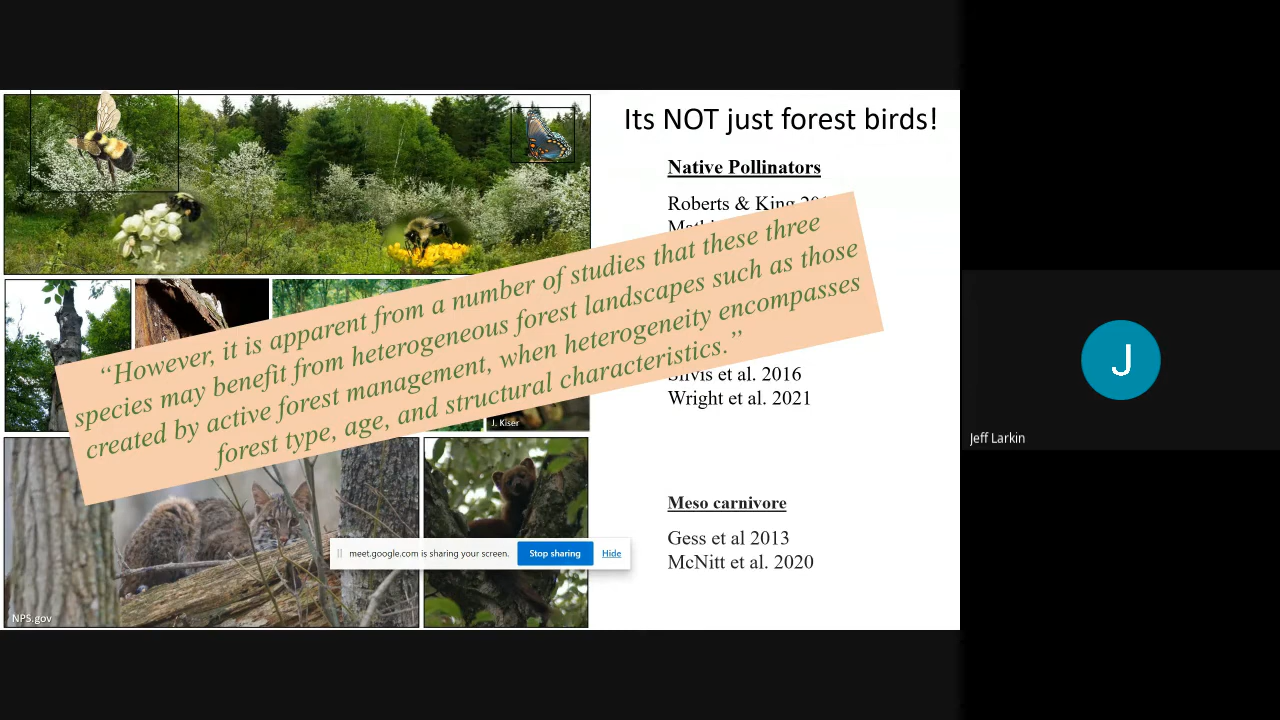 Its NOT just forest birds!
Native Pollinators
Roberts & King
“However, it is apparent from a number of studies that these three
species may benefit from heterogeneous forest landscapes such as those
created by active forest management, when heterogeneity encompasses
forest type, age, and structural characteristics.”
Silvis et al. 2016
Wright et al. 2021
J. Kiser
Meso carnivore
Gess et al 2013
McNitt et al. 2020
meet.google.com is sharing your screen.
Stop sharing
Hide
NPS.gov
J
Jeff Larkin